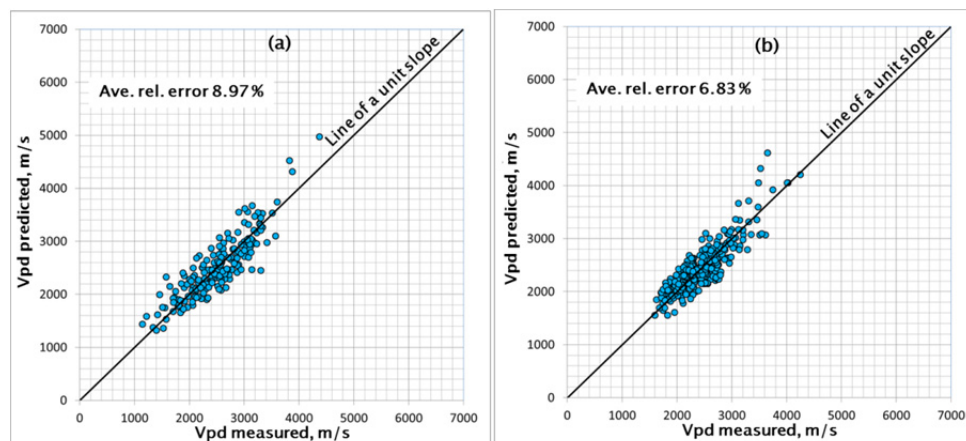 (a)
Ave. rel. error 8.97%
Line of a unit slope
Vpd predicted, m/s
7000
6000
5000
4000
3000
2000
1000
0
0 1000 2000 3000 4000 5000 6000 7000
Vpd measured, m/s
(b)
Ave. rel. error 6.83%
Line of a unit slope
Vpd predicted, m/s
7000
6000
5000
4000
3000
2000
1000
0
0 1000 2000 3000 4000 5000 6000 7000
Vpd measured, m/s